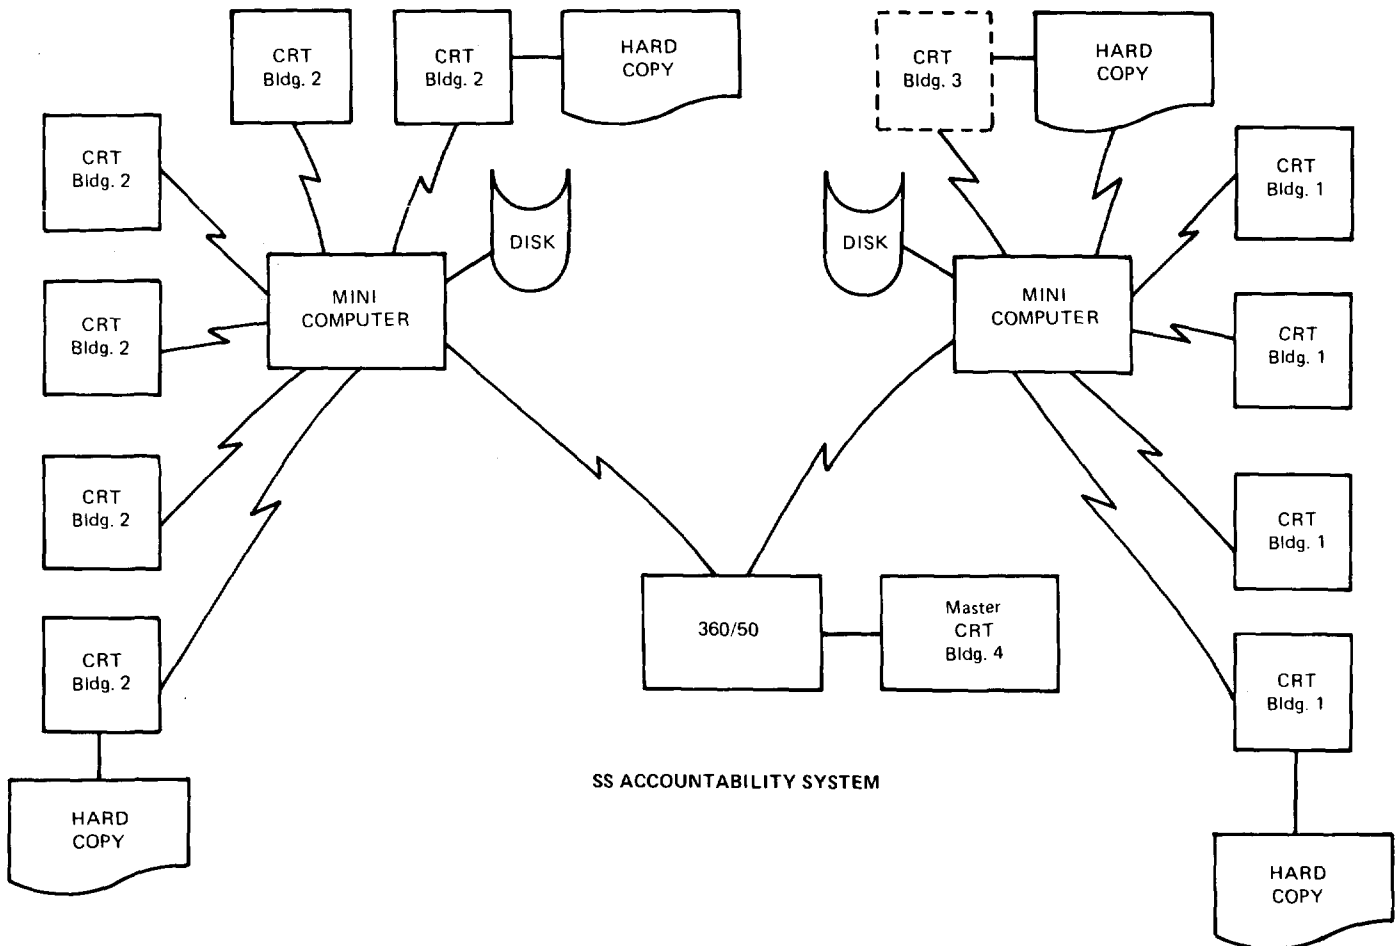 CRT
Bldg. 2
CRT
Bldg. 2
HARD
COPY
CRT
Bldg. 3
HARD
COPY
CRT
Bldg. 2
CRT
Bldg. 1
DISK
DISK
MINI
COMPUTER
MINI
COMPUTER
CRT
Bldg. 2
CRT
Bldg. 1
CRT
Bldg. 2
CRT
Bldg. 1
360/50
Master
CRT
Bldg. 4
CRT
Bldg. 2
CRT
Bldg. 1
SS ACCOUNTABILITY SYSTEM
HARD
COPY
HARD
COPY